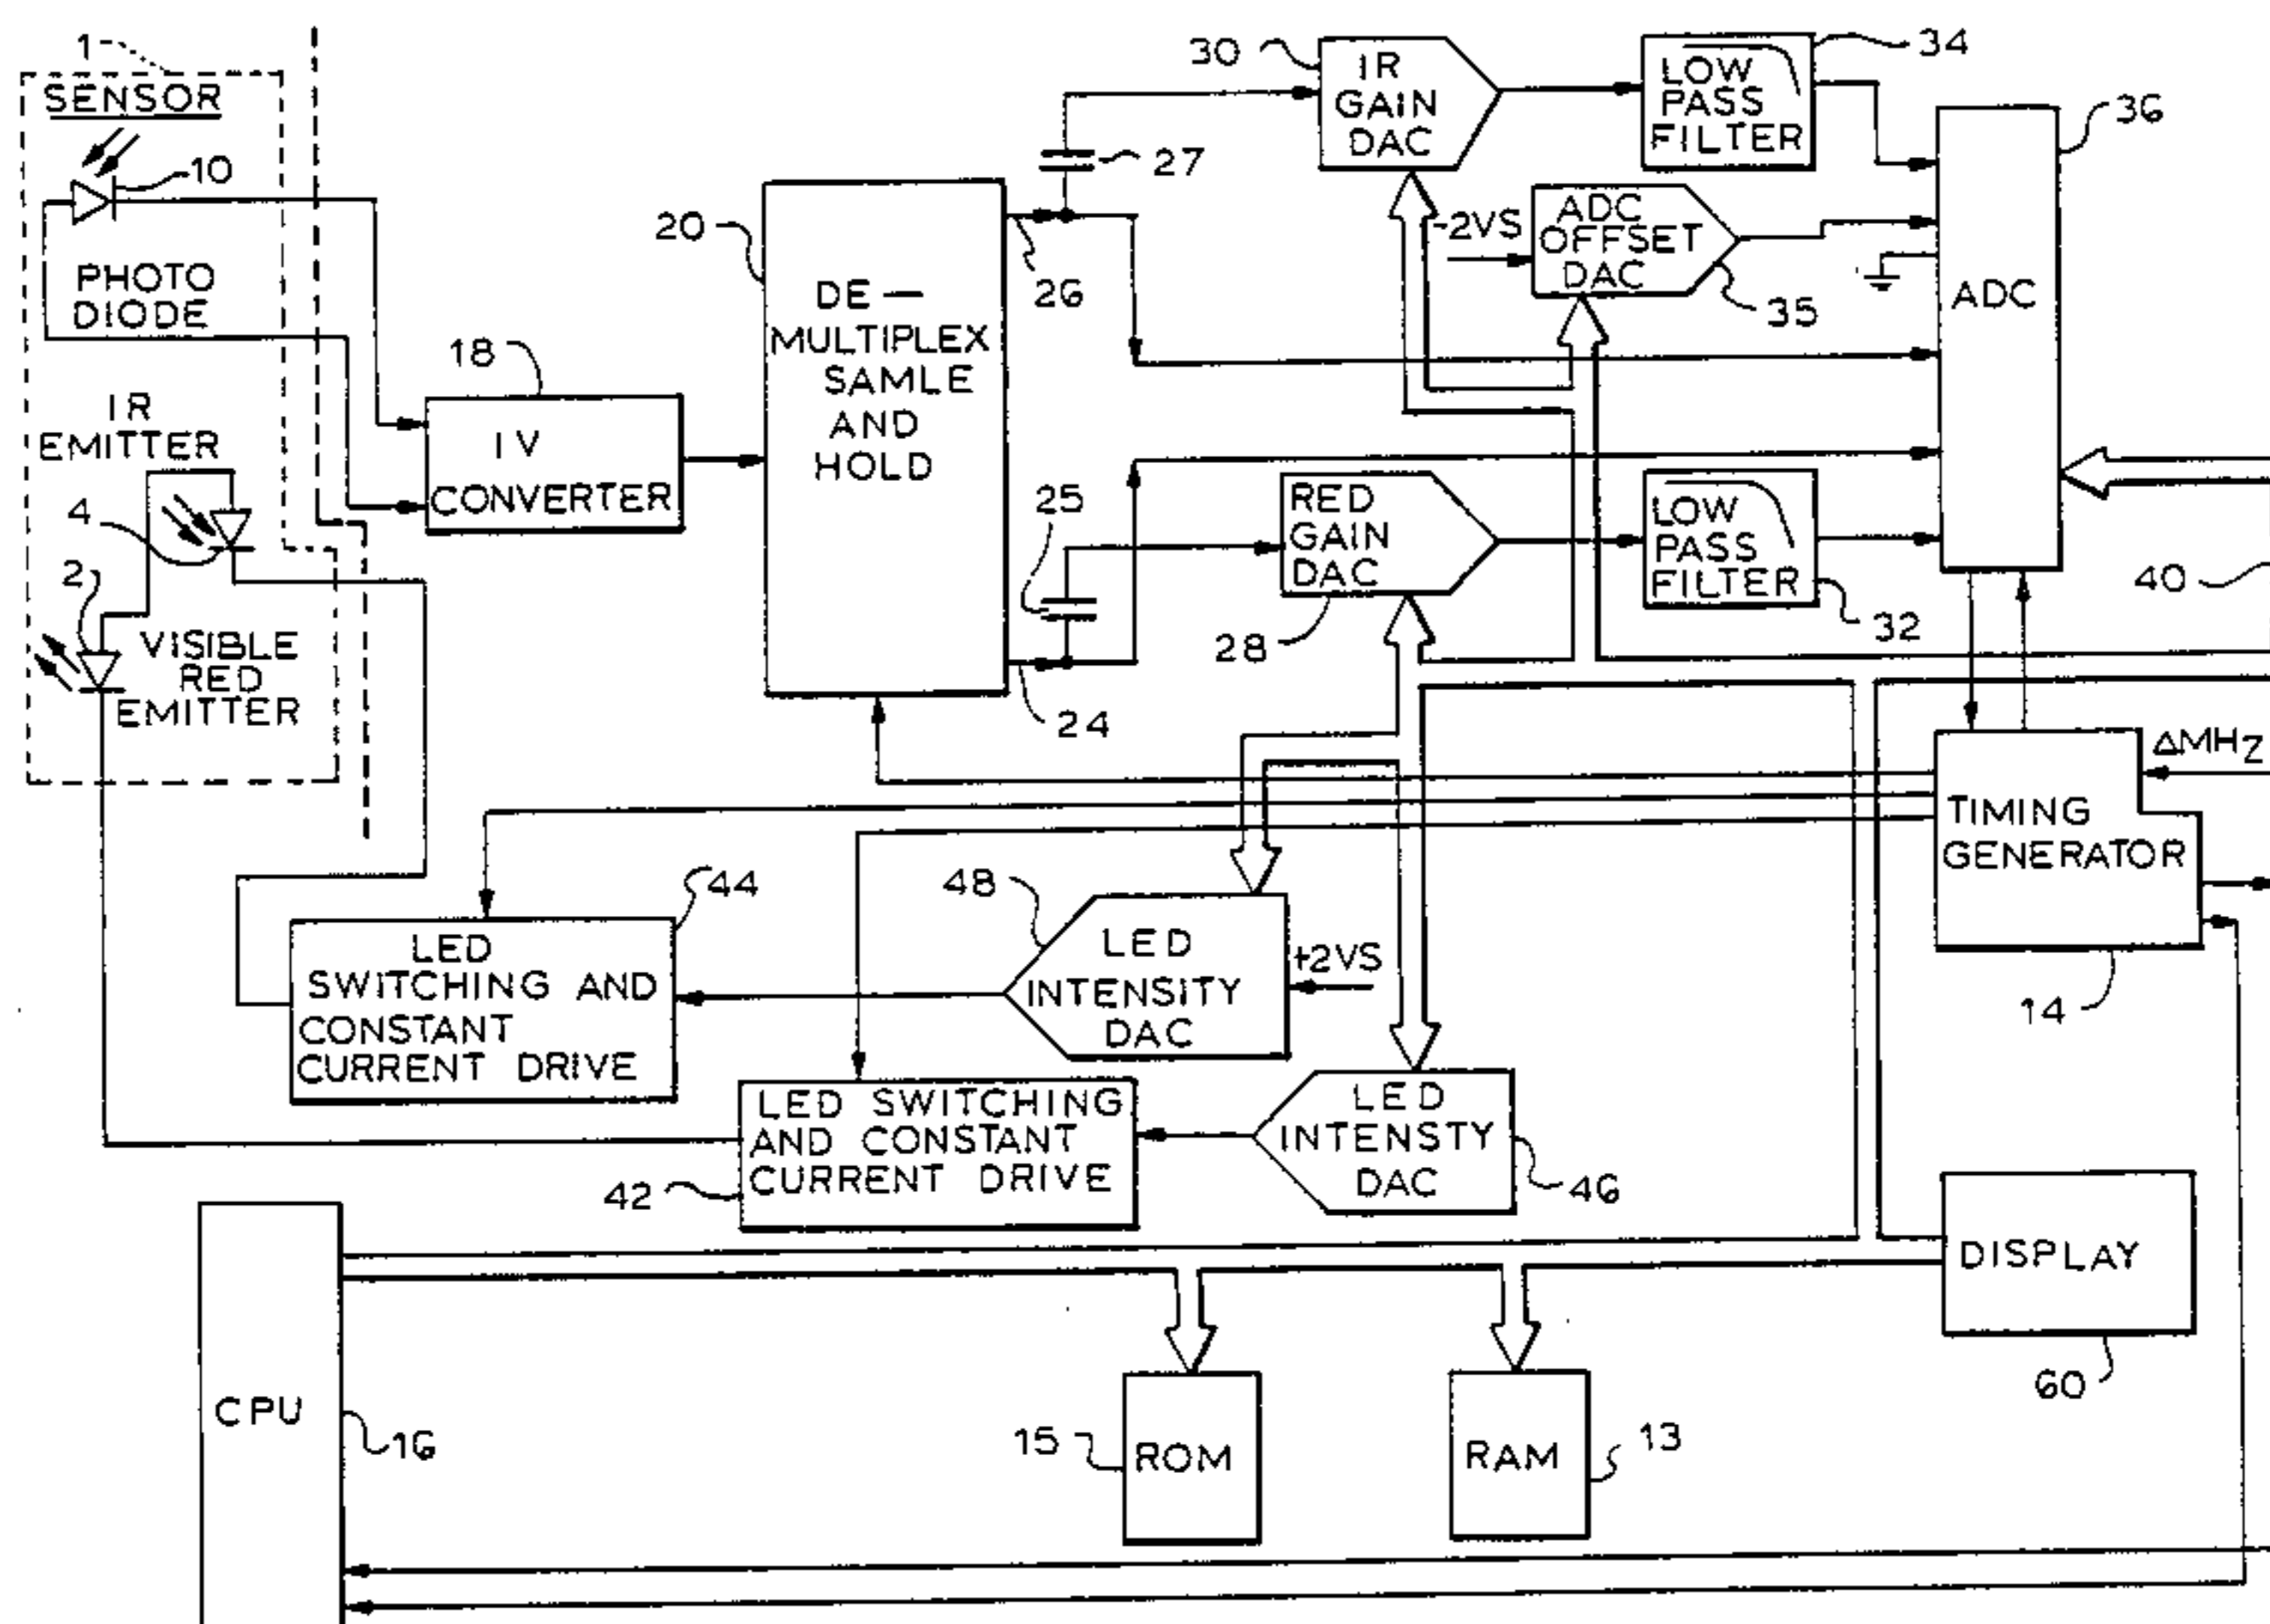 1
SENSOR
10
PHOTO
DIODE
IR
EMITTER
4
2
VISIBLE
RED
EMITTER
18
IV
CONVERTER
20
DE-
MULTIPLEX
SAMLE
AND
HOLD
26
27
25
24
30
IR
GAIN
DAC
34
LOW
PASS
FILTER
-2VS
ADC
OFFSET
DAC
35
36
ADC
RED
GAIN
DAC
28
LOW
PASS
FILTER
32
40
ΔMHZ
TIMING
GENERATOR
14
44
LED
SWITCHING AND
CONSTANT
CURRENT DRIVE
48
LED
INTENSITY
DAC
+2VS
LED SWITCHING
AND CONSTANT
CURRENT DRIVE
42
LED
INTENSTY
DAC
46
DISPLAY
60
CPU
16
15
ROM
RAM
13